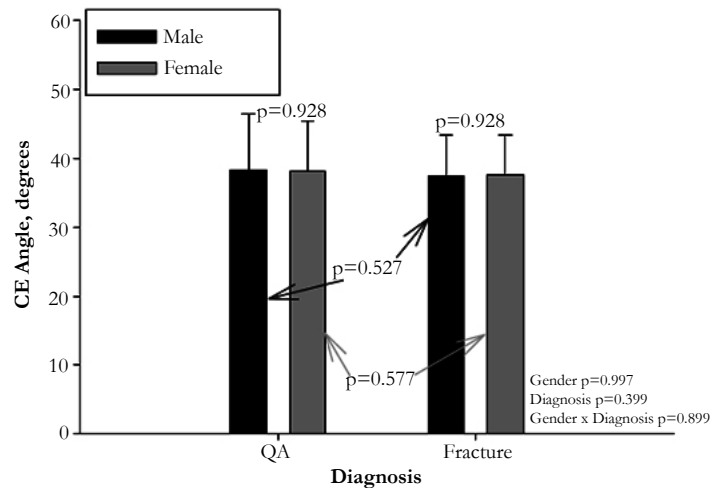 60
50
40
30
20
10
0
CE Angle, degrees
Male
Female
p=0.928
p=0.928
p=0.527
p=0.577
Gender p=0.997
Diagnosis p=0.399
Gender x Diagnosis p=0.899
QA
Fracture
Diagnosis